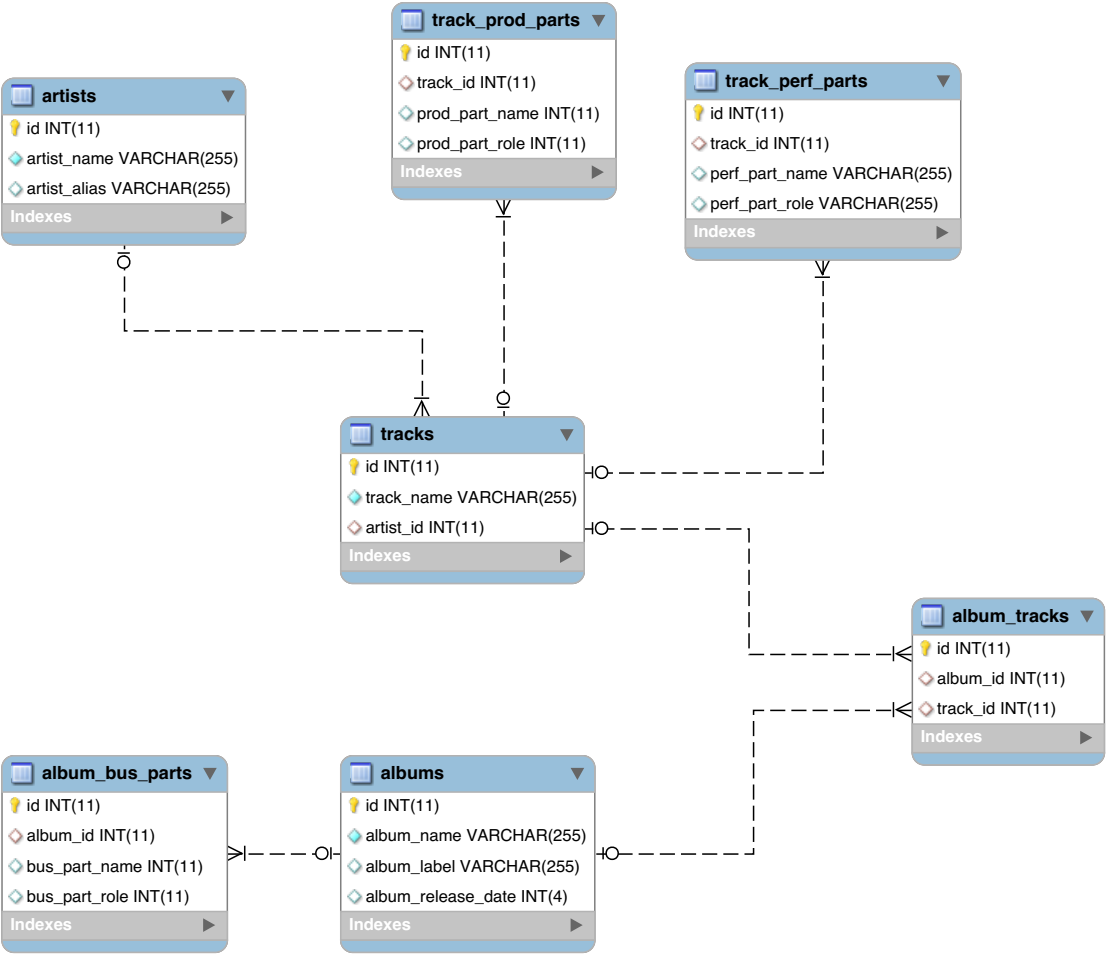 track_prod_parts
id INT(11)
track_id INT(11)
prod_part_name INT(11)
prod_part_role INT(11)
Indexes
artists
id INT(11)
artist_name VARCHAR(255)
artist_alias VARCHAR(255)
Indexes
track_perf_parts
id INT(11)
track_id INT(11)
perf_part_name VARCHAR(255)
perf_part_role VARCHAR(255)
Indexes
tracks
id INT(11)
track_name VARCHAR(255)
artist_id INT(11)
Indexes
album_tracks
id INT(11)
album_id INT(11)
track_id INT(11)
Indexes
album_bus_parts
id INT(11)
album_id INT(11)
bus_part_name INT(11)
bus_part_role INT(11)
Indexes
albums
id INT(11)
album_name VARCHAR(255)
album_label VARCHAR(255)
album_release_date INT(4)
Indexes